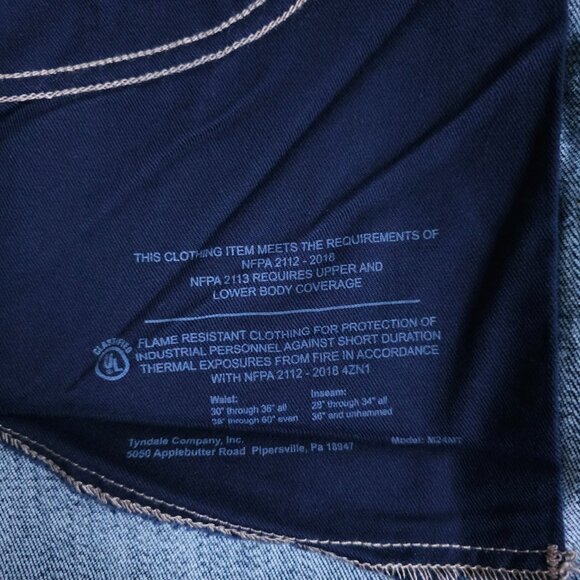 THIS CLOTHING ITEM MEETS THE REQUIREMENTS OF
NFPA 2112 - 2018
NFPA 2113 REQUIRES UPPER AND
LOWER BODY COVERAGE
CLASSIFIED
UL
FLAME RESISTANT CLOTHING FOR PROTECTION OF
INDUSTRIAL PERSONNEL AGAINST SHORT DURATION
THERMAL EXPOSURES FROM FIRE IN ACCORDANCE
WITH NFPA 2112 - 2018 4ZN1
Waist: Inseam:
30" through 36" all 28" through 34" all
38" through 60" even 36" and unhemmed
Tyndale Company, Inc. Model:
5050 Applebutter Road Pipersville, Pa 18947